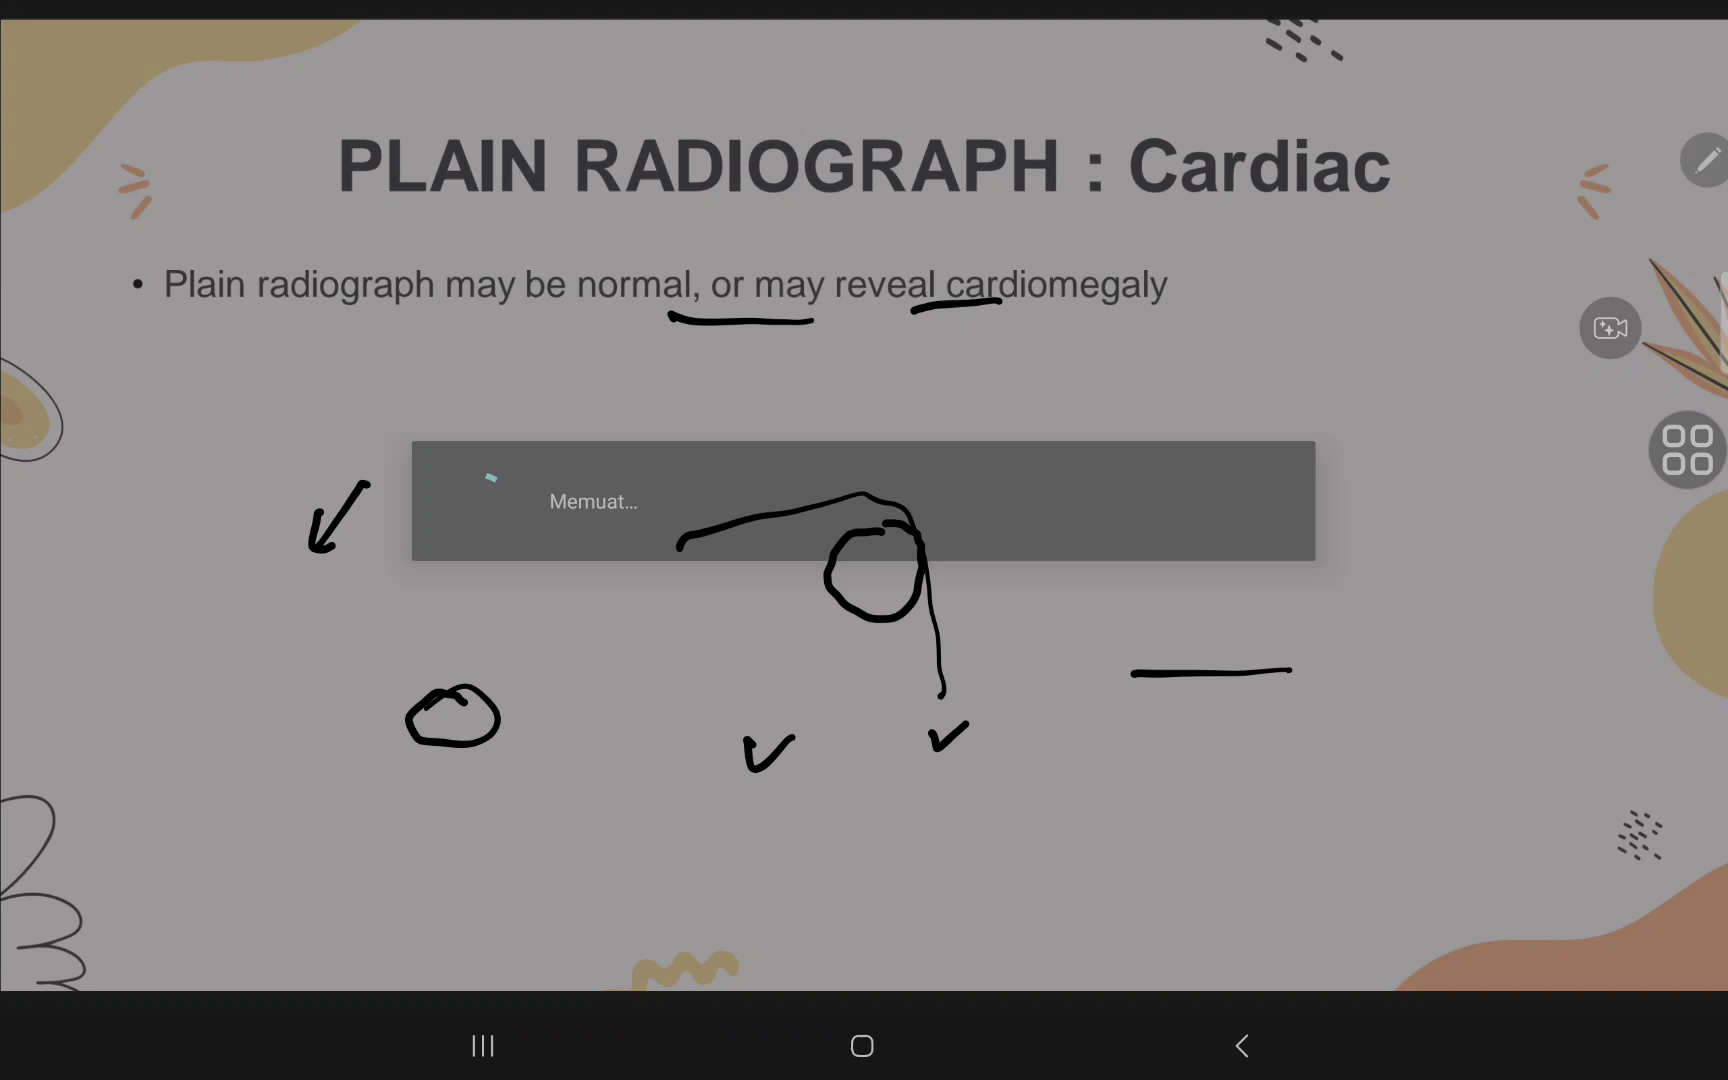 PLAIN RADIOGRAPH : Cardiac
• Plain radiograph may be normal, or may reveal cardiomegaly
Memuat...